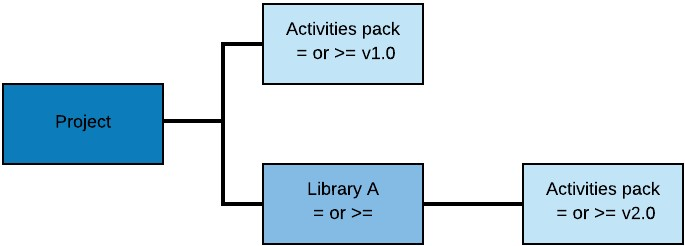 Activities pack
= or >= v1.0
Project
Library A
= or >=
Activities pack
= or >= v2.0